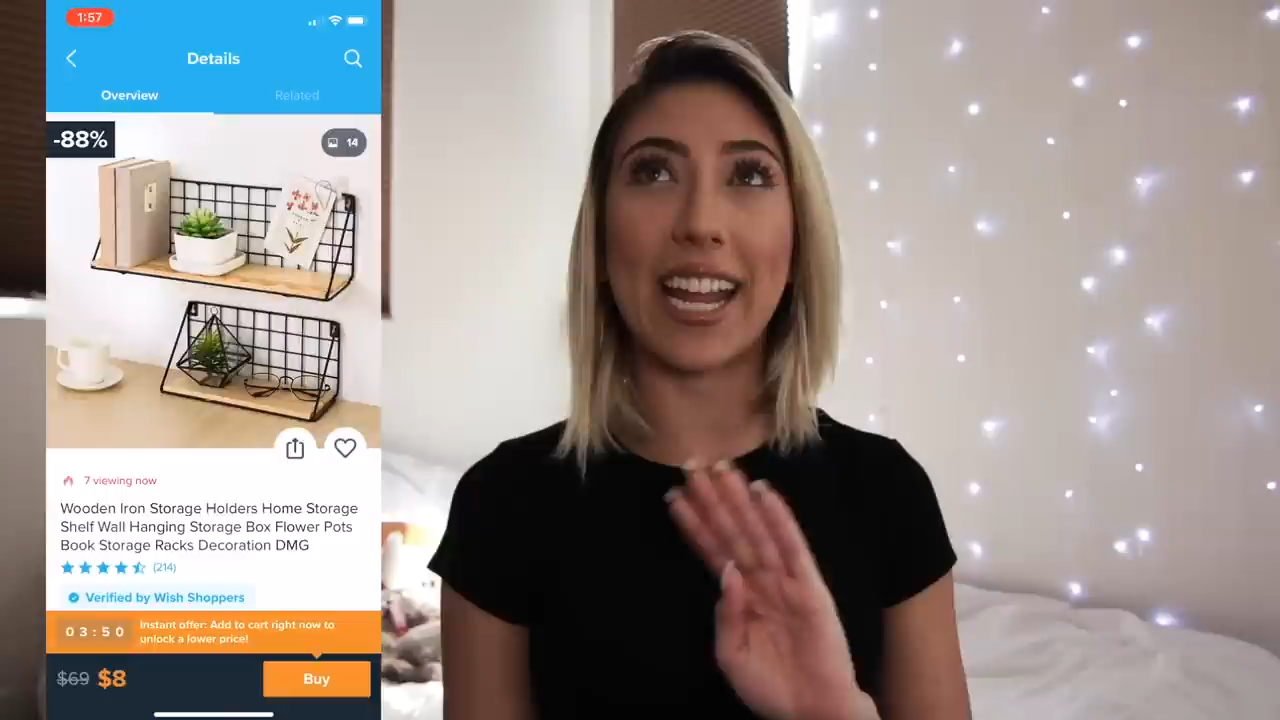 1:57
Details
Overview
Related
-88%
14
7 viewing now
Wooden Iron Storage Holders Home Storage
Shelf Wall Hanging Storage Box Flower Pots
Book Storage Racks Decoration DMG
(214)
Verified by Wish Shoppers
03:50
Instant offer: Add to cart right now to
unlock a lower price!
$69 $8
Buy